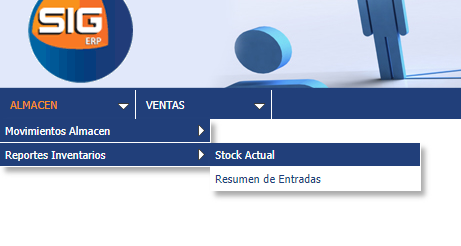 SIG
ERP
ALMACEN
VENTAS
Movimientos Almacen
Reportes Inventarios
Stock Actual
Resumen de Entradas